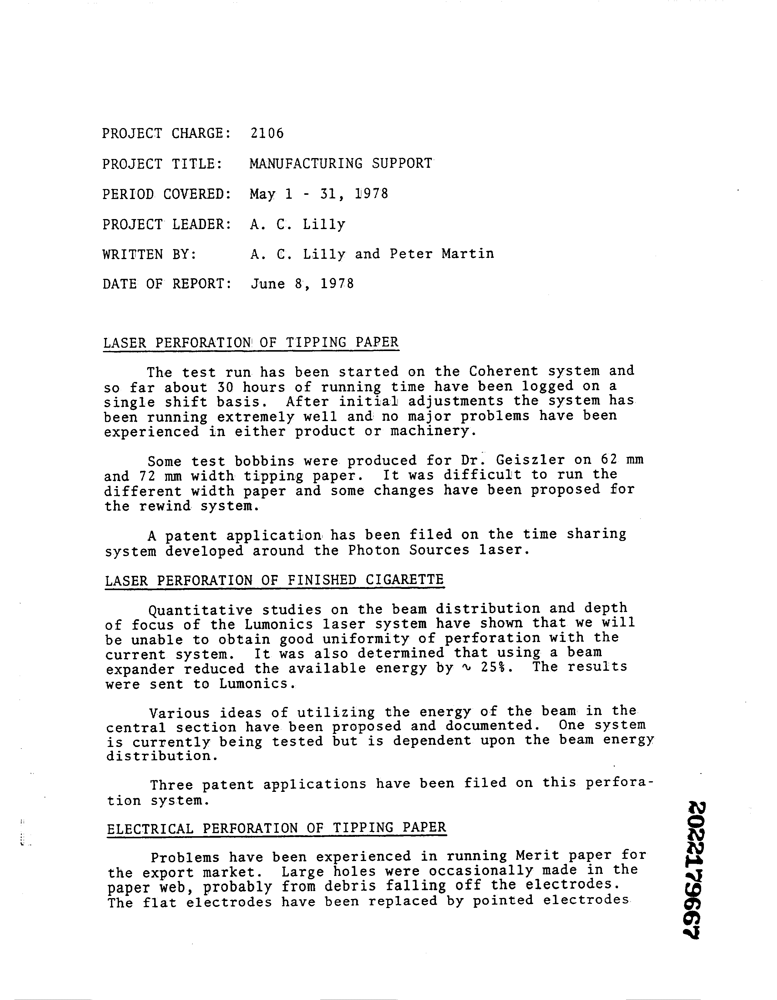 PROJECT CHARGE: 2106
PROJECT TITLE: MANUFACTURING SUPPORT
PERIOD COVERED: May 1 - 31, 1978
PROJECT LEADER: A. C. Lilly
WRITTEN BY: A. C. Lilly and Peter Martin
DATE OF REPORT: June 8, 1978
LASER PERFORATION OF TIPPING PAPER
The test run has been started on the Coherent system and
so far about 30 hours of running time have been logged on a
single shift basis. After initial adjustments the system has
been running extremely well and no major problems have been
experienced in either product or machinery.
Some test bobbins were produced for Dr. Geiszler on 62 mm
and 72 mm width tipping paper. It was difficult to run the
different width paper and some changes have been proposed for
the rewind system.
A patent application has been filed on the time sharing
system developed around the Photon Sources laser.
LASER PERFORATION OF FINISHED CIGARETTE
Quantitative studies on the beam distribution and depth
of focus of the Lumonics laser system have shown that we will
be unable to obtain good uniformity of perforation with the
current system. It was also determined that using a beam
expander reduced the available energy by ~ 25%. The results
were sent to Lumonics.
Various ideas of utilizing the energy of the beam in the
central section have been proposed and documented. One system
is currently being tested but is dependent upon the beam energy
distribution.
Three patent applications have been filed on this perfora-
tion system.
ELECTRICAL PERFORATION OF TIPPING PAPER
Problems have been experienced in running Merit paper for
the export market. Large holes were occasionally made in the
paper web, probably from debris falling off the electrodes.
The flat electrodes have been replaced by pointed electrodes
2022179667